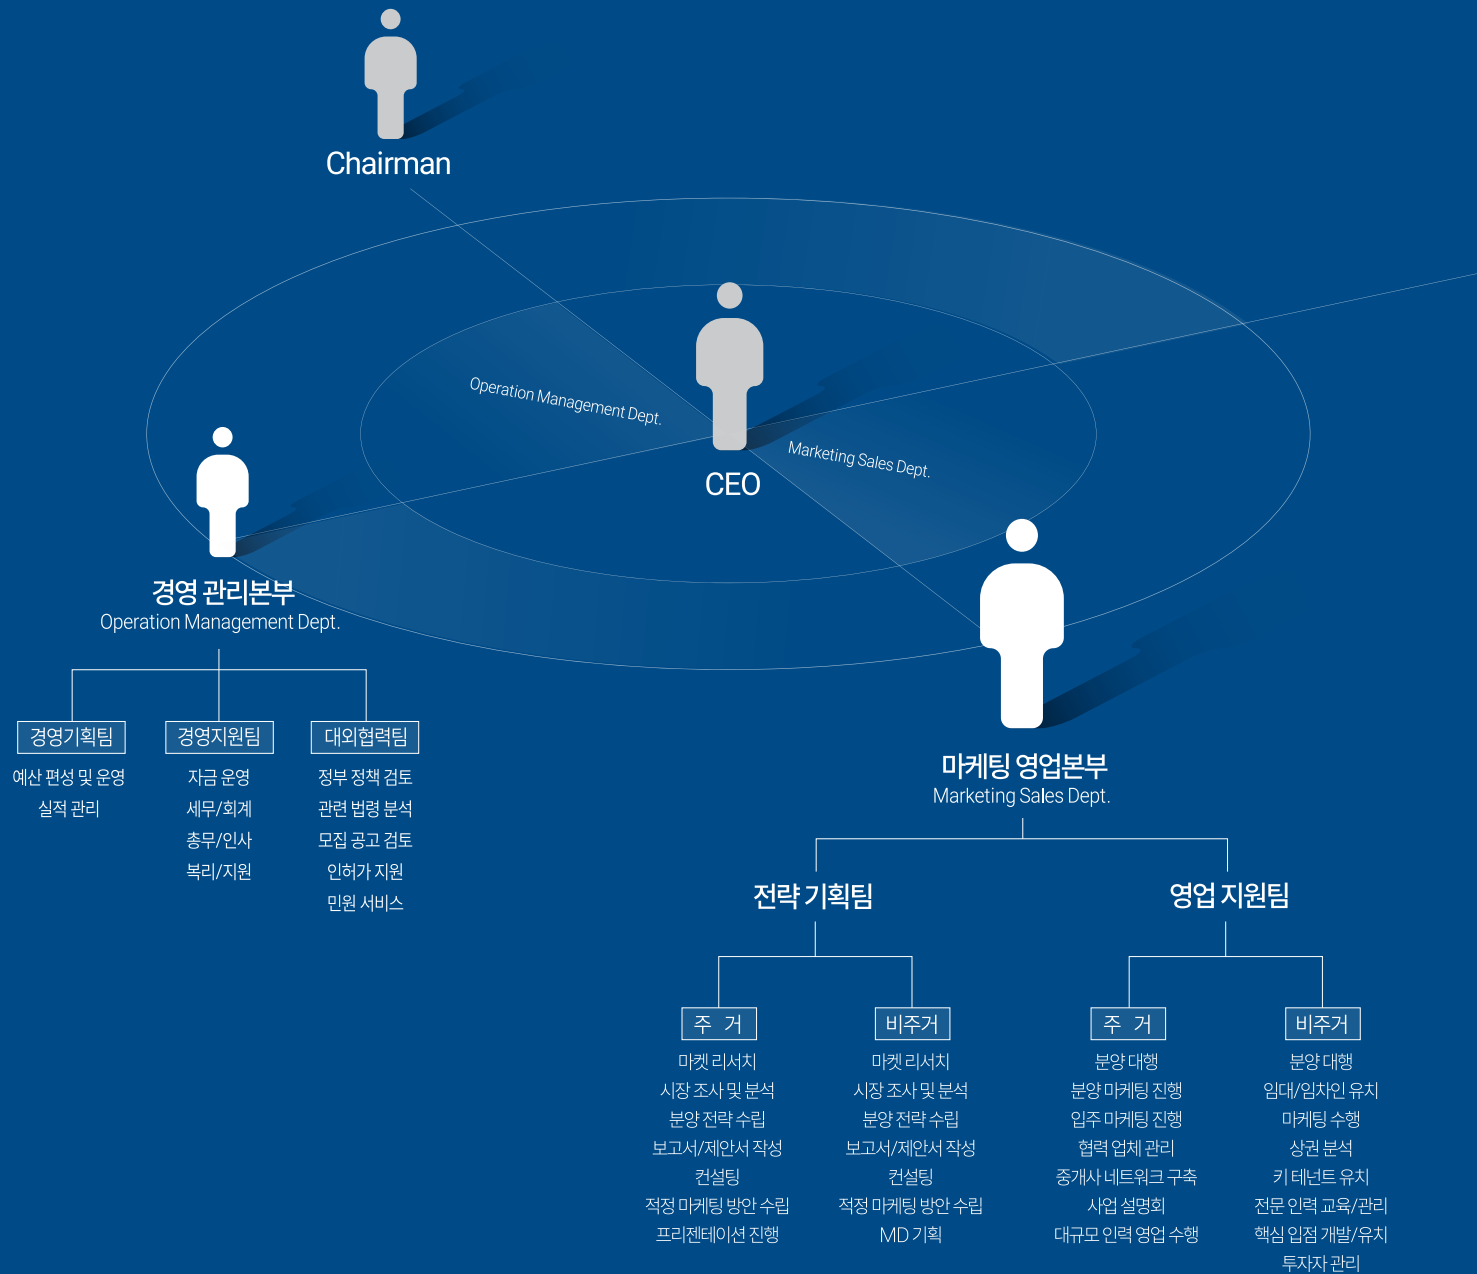 Chairman
Operation Management Dept.
CEO
Marketing Sales Dept.
경영 관리본부
Operation Management Dept.
경영기획팀
예산 편성 및 운영
실적 관리
경영지원팀
자금 운영
세무/회계
총무/인사
복리/지원
대외협력팀
정부 정책 검토
관련 법령 분석
모집 공고 검토
인허가 지원
민원 서비스
마케팅 영업본부
Marketing Sales Dept.
전략 기획팀
주 거
마켓 리서치
시장 조사 및 분석
분양 전략 수립
보고서/제안서 작성
컨설팅
적정 마케팅 방안 수립
프리젠테이션 진행
비주거
마켓 리서치
시장 조사 및 분석
분양 전략 수립
보고서/제안서 작성
컨설팅
적정 마케팅 방안 수립
MD 기획
영업 지원팀
주 거
분양 대행
분양 마케팅 진행
입주 마케팅 진행
협력 업체 관리
중개사 네트워크 구축
사업 설명회
대규모 인력 영업 수행
비주거
분양 대행
임대/임차인 유치
마케팅 수행
상권 분석
키 테넌트 유치
전문 인력 교육/관리
핵심 입점 개발/유치
투자자 관리